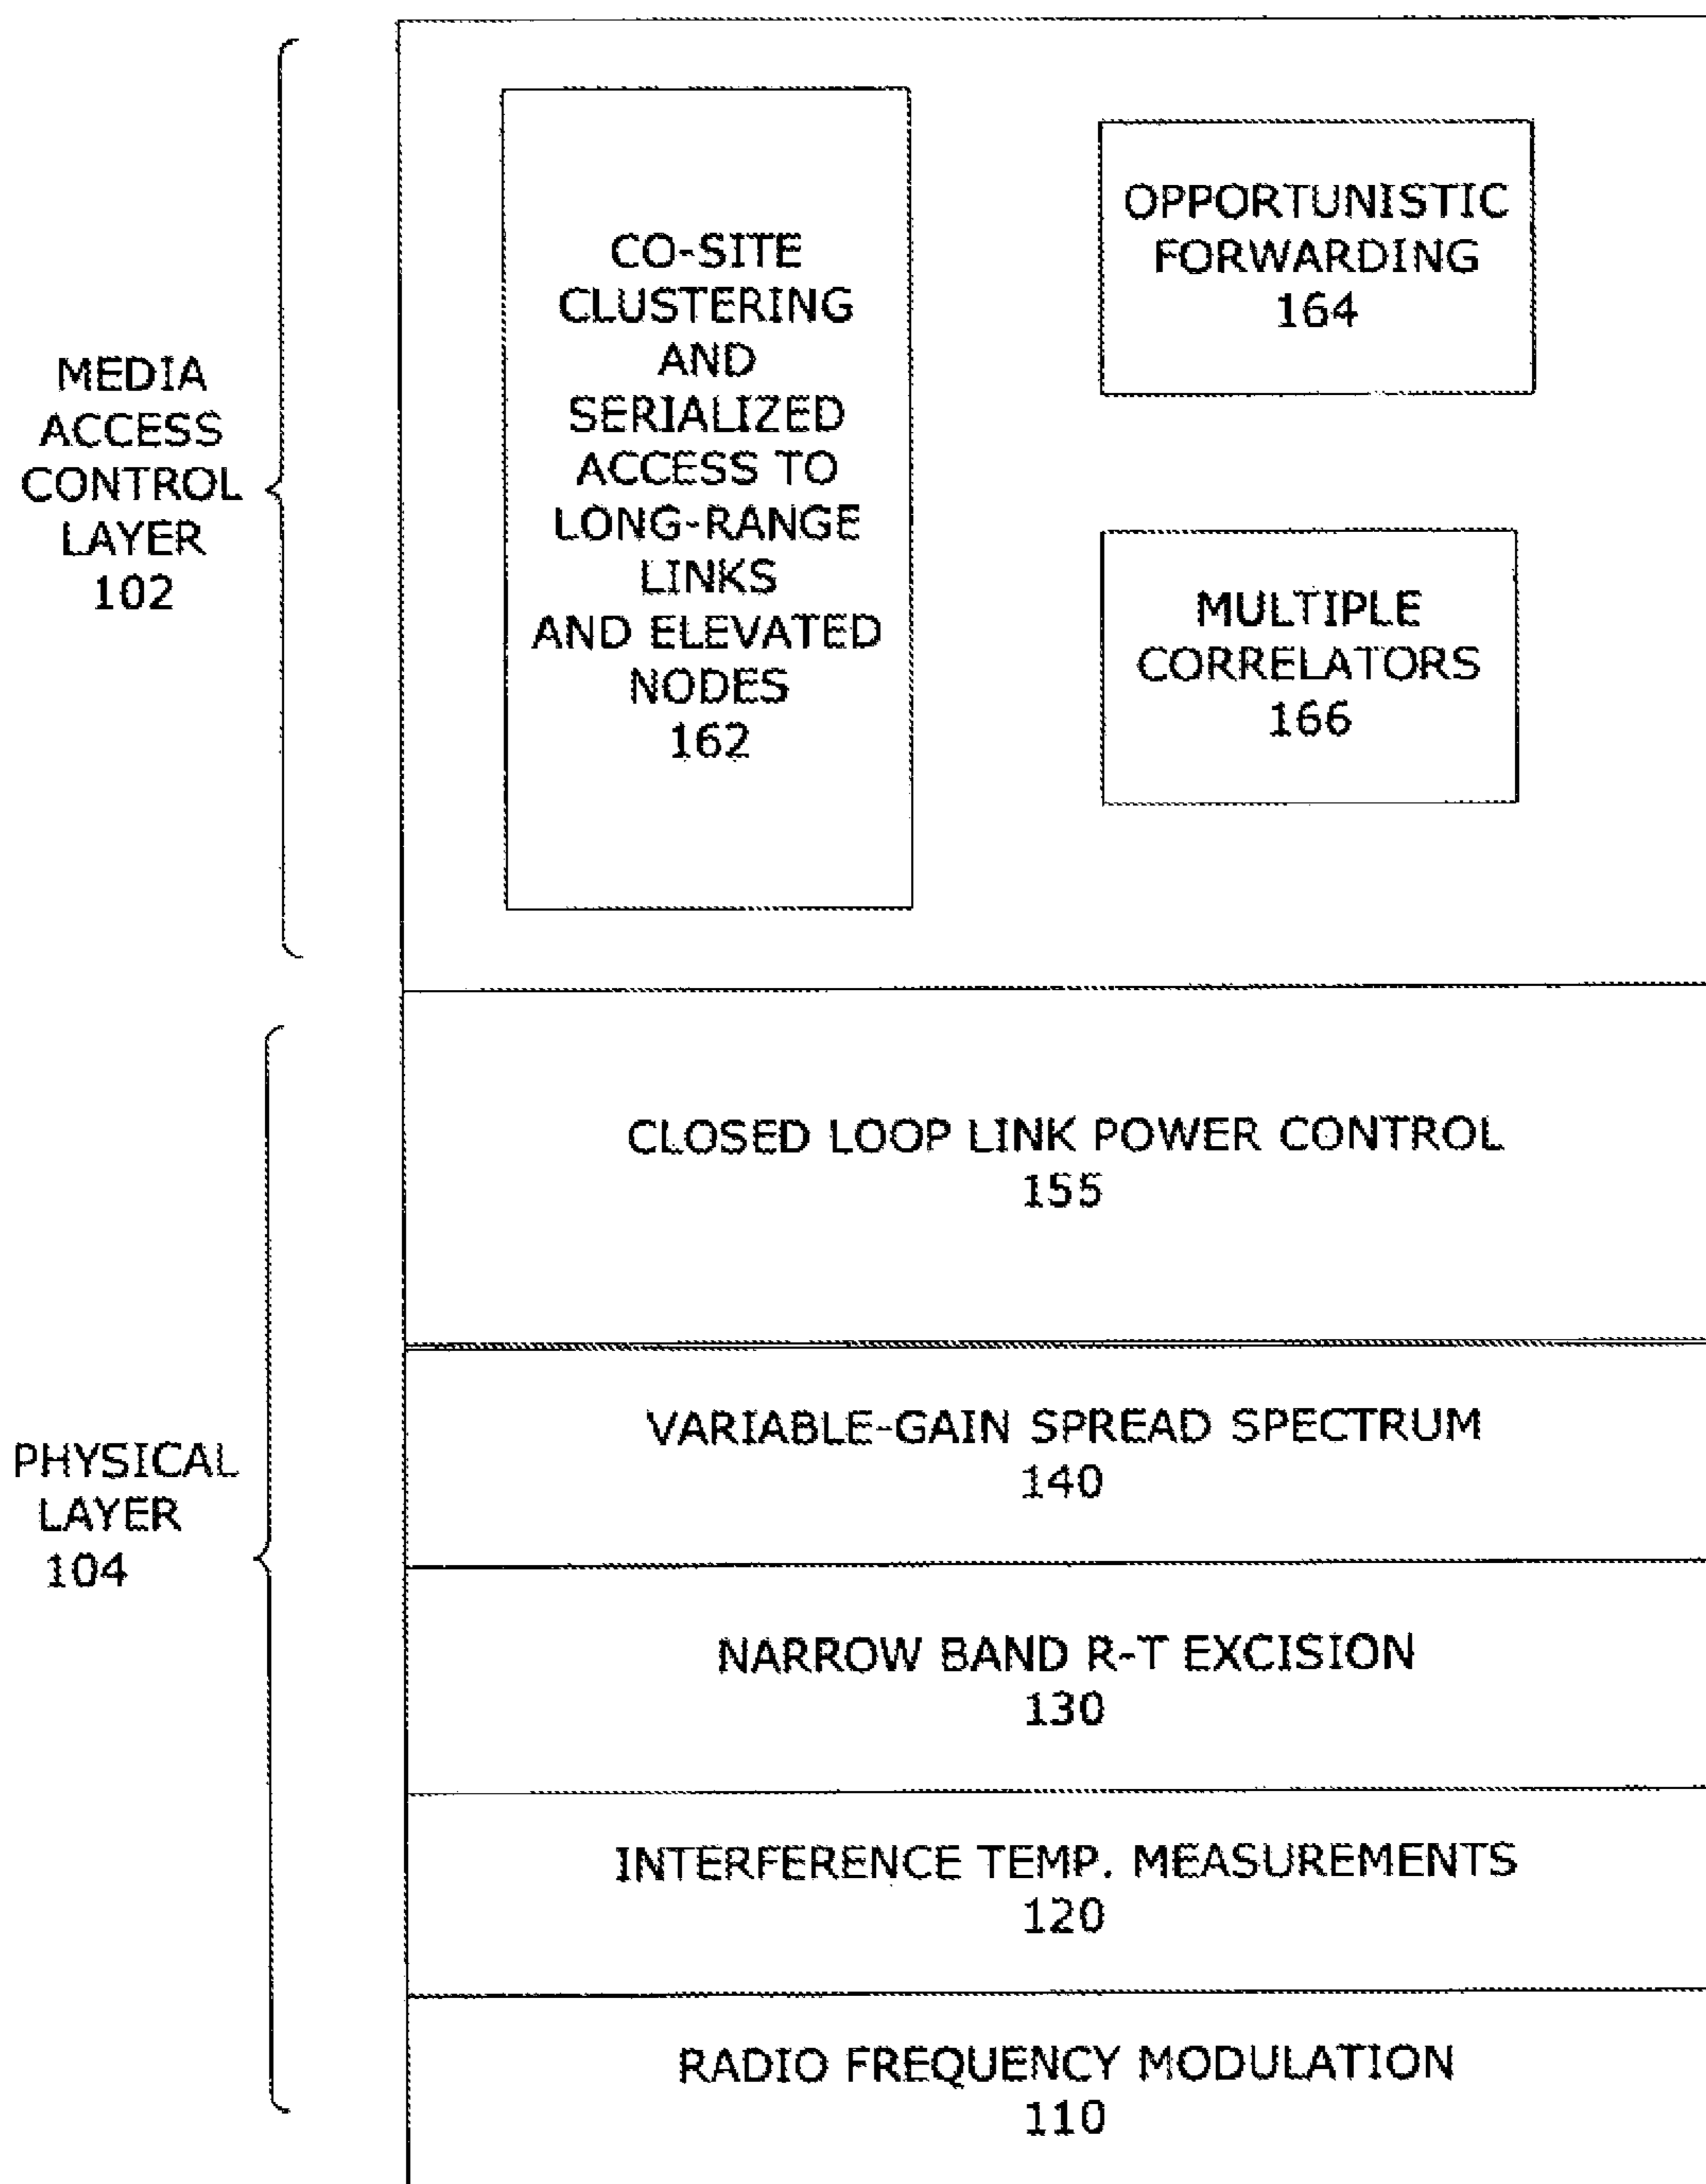 MEDIA
ACCESS
CONTROL
LAYER
102
CO-SITE
CLUSTERING
AND
SERIALIZED
ACCESS TO
LONG-RANGE
LINKS
AND ELEVATED
NODES
162
OPPORTUNISTIC
FORWARDING
164
MULTIPLE
CORRELATORS
166
PHYSICAL
LAYER
104
CLOSED LOOP LINK POWER CONTROL
155
VARIABLE-GAIN SPREAD SPECTRUM
140
NARROW BAND R-T EXCISION
130
INTERFERENCE TEMP. MEASUREMENTS
120
RADIO FREQUENCY MODULATION
110